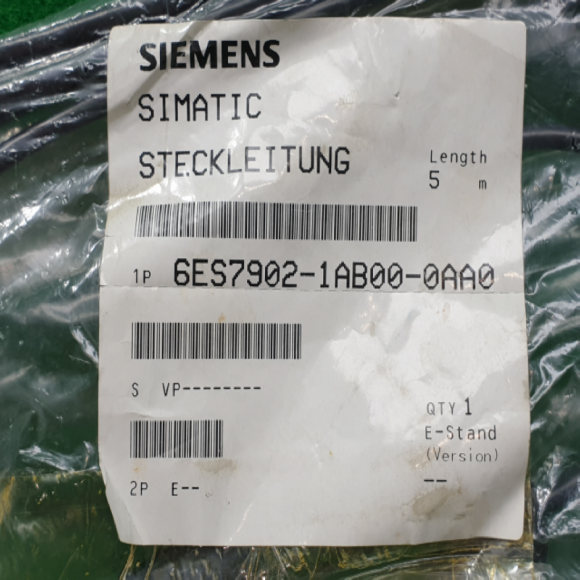 SIEMENS
SIMATIC
STECKLEITUNG
Length
5 m
1P 6ES7902-1AB00-0AA0
S VP--------
QTY 1
E-Stand
(Version)
--
2P E--